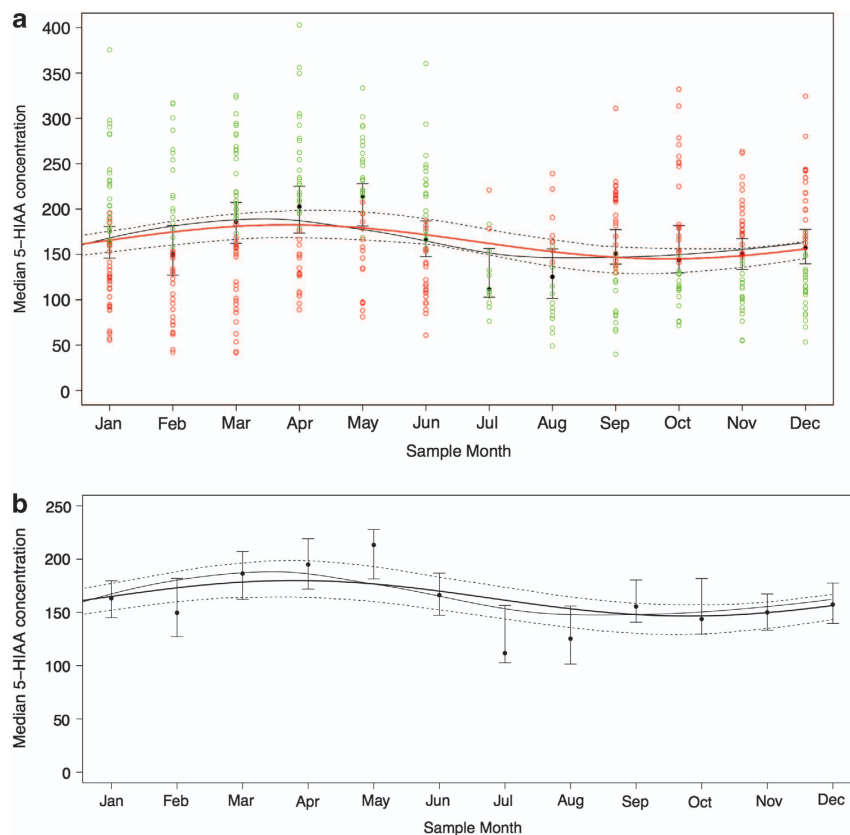 a
Median 5–HIAA concentration
400
350
300
250
200
150
100
50
0
Jan Feb Mar Apr May Jun Jul Aug Sep Oct Nov Dec
Sample Month
b
Median 5–HIAA concentration
250
200
150
100
50
0
Jan Feb Mar Apr May Jun Jul Aug Sep Oct Nov Dec
Sample Month